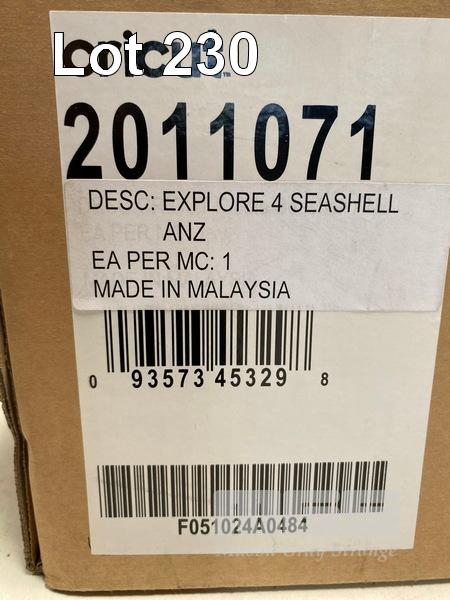 Lot 230
cricut
2011071
DESC: EXPLORE 4 SEASHELL
ANZ
EA PER MC: 1
MADE IN MALAYSIA
0 93573 45329 8
F051024A0484